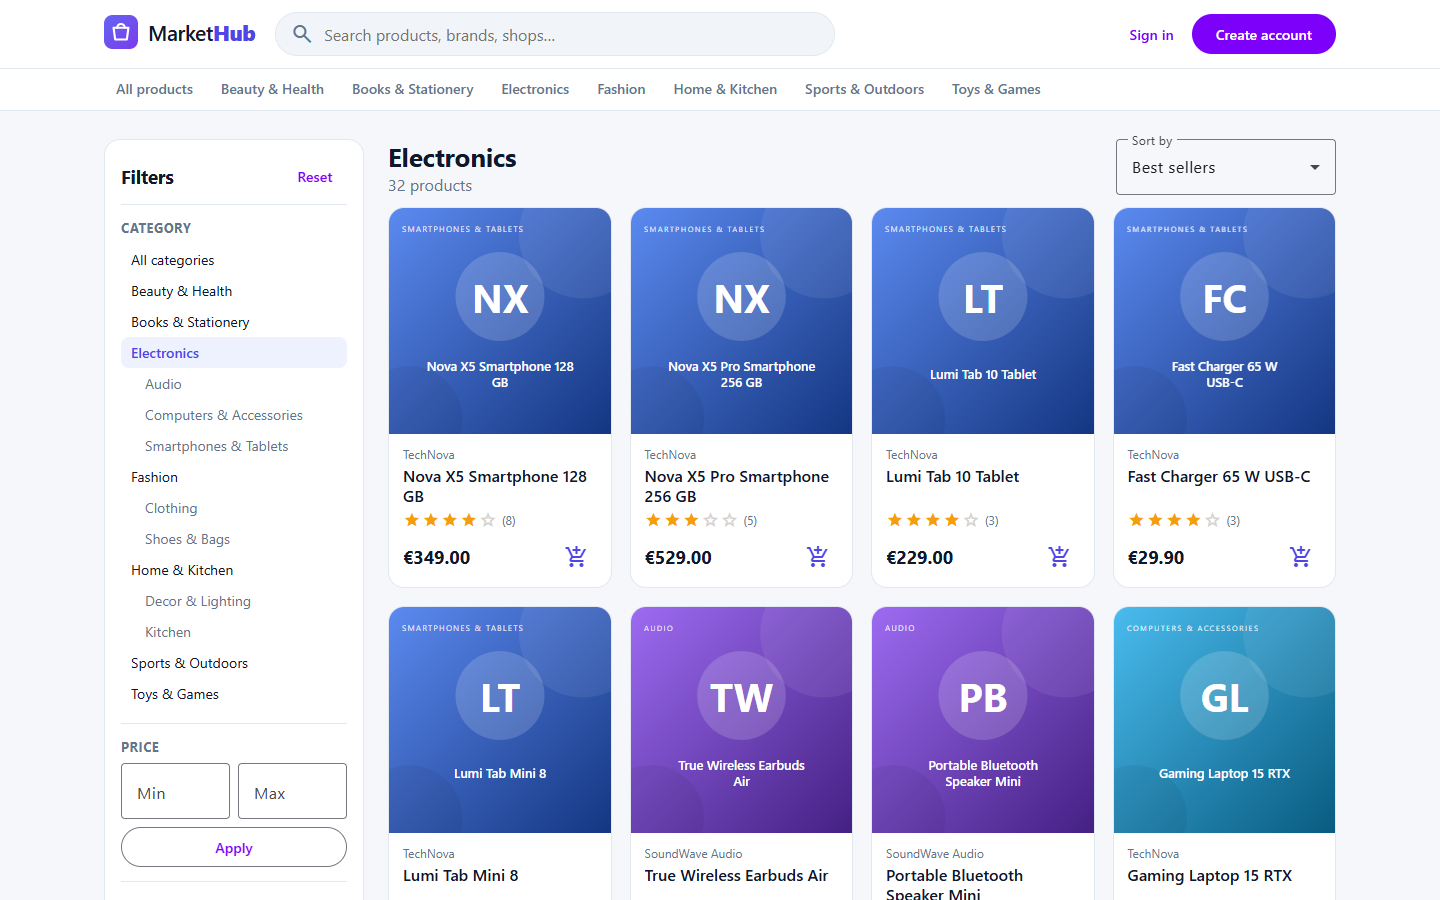 MarketHub
Search products, brands, shops...
Sign in
Create account
All products
Beauty & Health
Books & Stationery
Electronics
Fashion
Home & Kitchen
Sports & Outdoors
Toys & Games
Filters
Reset
CATEGORY
All categories
Beauty & Health
Books & Stationery
Electronics
Audio
Computers & Accessories
Smartphones & Tablets
Fashion
Clothing
Shoes & Bags
Home & Kitchen
Decor & Lighting
Kitchen
Sports & Outdoors
Toys & Games
PRICE
Min
Max
Apply
Electronics
32 products
Sort by
Best sellers
SMARTPHONES & TABLETS
NX
Nova X5 Smartphone 128
GB
TechNova
Nova X5 Smartphone 128
GB
(8)
€349.00
SMARTPHONES & TABLETS
NX
Nova X5 Pro Smartphone
256 GB
TechNova
Nova X5 Pro Smartphone
256 GB
(5)
€529.00
SMARTPHONES & TABLETS
LT
Lumi Tab 10 Tablet
TechNova
Lumi Tab 10 Tablet
(3)
€229.00
SMARTPHONES & TABLETS
FC
Fast Charger 65 W
USB-C
TechNova
Fast Charger 65 W USB-C
(3)
€29.90
SMARTPHONES & TABLETS
LT
Lumi Tab Mini 8
TechNova
Lumi Tab Mini 8
AUDIO
TW
True Wireless Earbuds
Air
SoundWave Audio
True Wireless Earbuds Air
AUDIO
PB
Portable Bluetooth
Speaker Mini
SoundWave Audio
Portable Bluetooth
Speaker Mini
COMPUTERS & ACCESSORIES
GL
Gaming Laptop 15 RTX
TechNova
Gaming Laptop 15 RTX